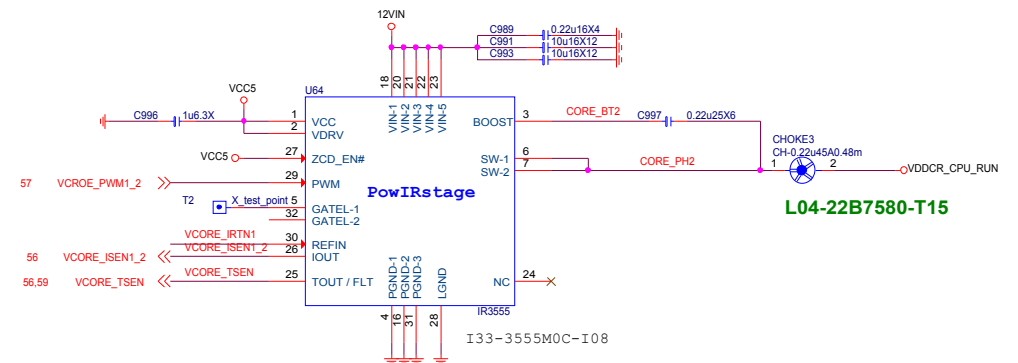 12VIN
C989 0.22u16X4
C991 10u16X12
C993 10u16X12
18 20 21 22 23
VCC5
U64
C996 1u6.3X
1 VCC
2 VDRV
VIN-1 VIN-2 VIN-3 VIN-4 VIN-5
BOOST 3 CORE_BT2 C997 0.22u25X6
VCC5 27 ZCD_EN#
SW-1 6
SW-2 7
CORE_PH2
CHOKE3
CH-0.22u45A0.48m
1 2 VDDCR_CPU_RUN
57 VCROE_PWM1_2 29 PWM
PowIRstage
L04-22B7580-T15
T2 X_test_point 5 GATEL-1
32 GATEL-2
VCORE_IRTN1 30 REFIN
56 VCORE_ISEN1_2 VCORE_ISEN1_2 26 IOUT
56,59 VCORE_TSEN VCORE_TSEN 25 TOUT / FLT
PGND-1 PGND-2 PGND-3 LGND
NC 24
4 16 31 28
IR3555
I33-3555M0C-I08